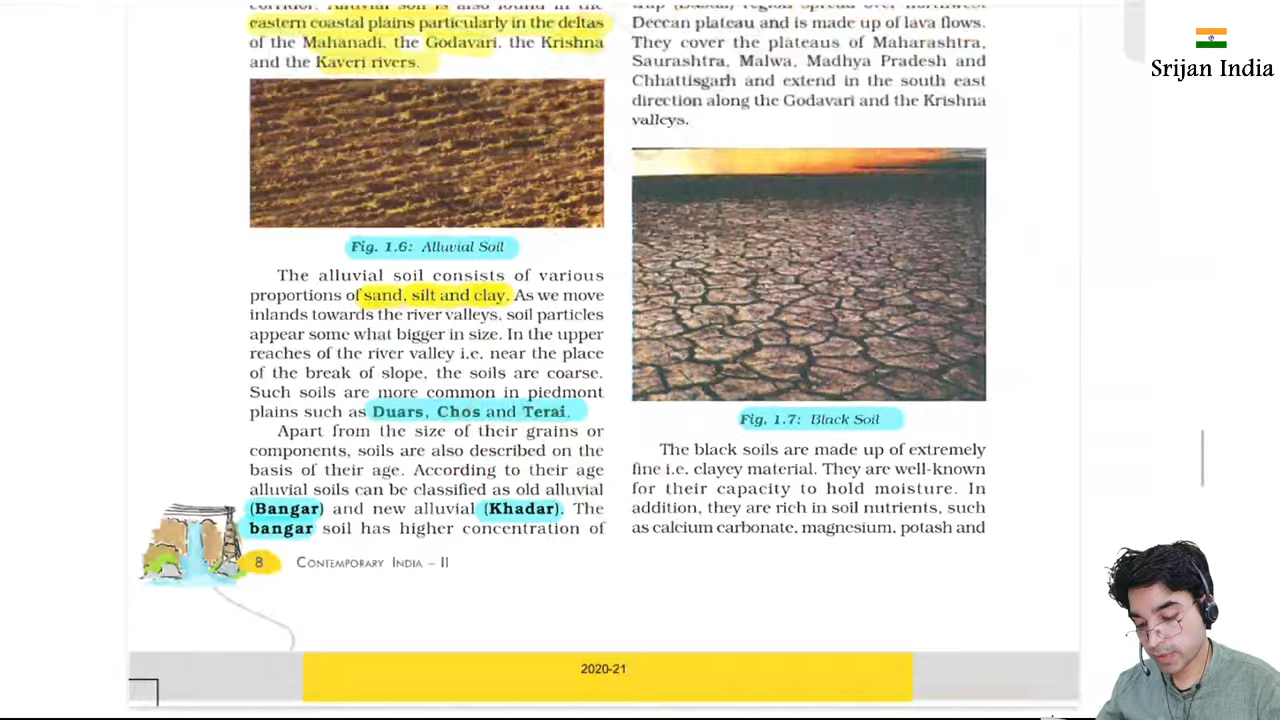 eastern coastal plains particularly in the deltas
of the Mahanadi, the Godavari, the Krishna
and the Kaveri rivers.
Fig. 1.6: Alluvial Soil
The alluvial soil consists of various
proportions of sand, silt and clay. As we move
inlands towards the river valleys, soil particles
appear some what bigger in size. In the upper
reaches of the river valley i.e. near the place
of the break of slope, the soils are coarse.
Such soils are more common in piedmont
plains such as Duars, Chos and Terai.
Apart from the size of their grains or
components, soils are also described on the
basis of their age. According to their age
alluvial soils can be classified as old alluvial
(Bangar) and new alluvial (Khadar). The
bangar soil has higher concentration of
8 CONTEMPORARY INDIA – II
Deccan plateau and is made up of lava flows.
They cover the plateaus of Maharashtra,
Saurashtra, Malwa, Madhya Pradesh and
Chhattisgarh and extend in the south east
direction along the Godavari and the Krishna
valleys.
Fig. 1.7: Black Soil
The black soils are made up of extremely
fine i.e. clayey material. They are well-known
for their capacity to hold moisture. In
addition, they are rich in soil nutrients, such
as calcium carbonate, magnesium, potash and
2020-21
Srijan India